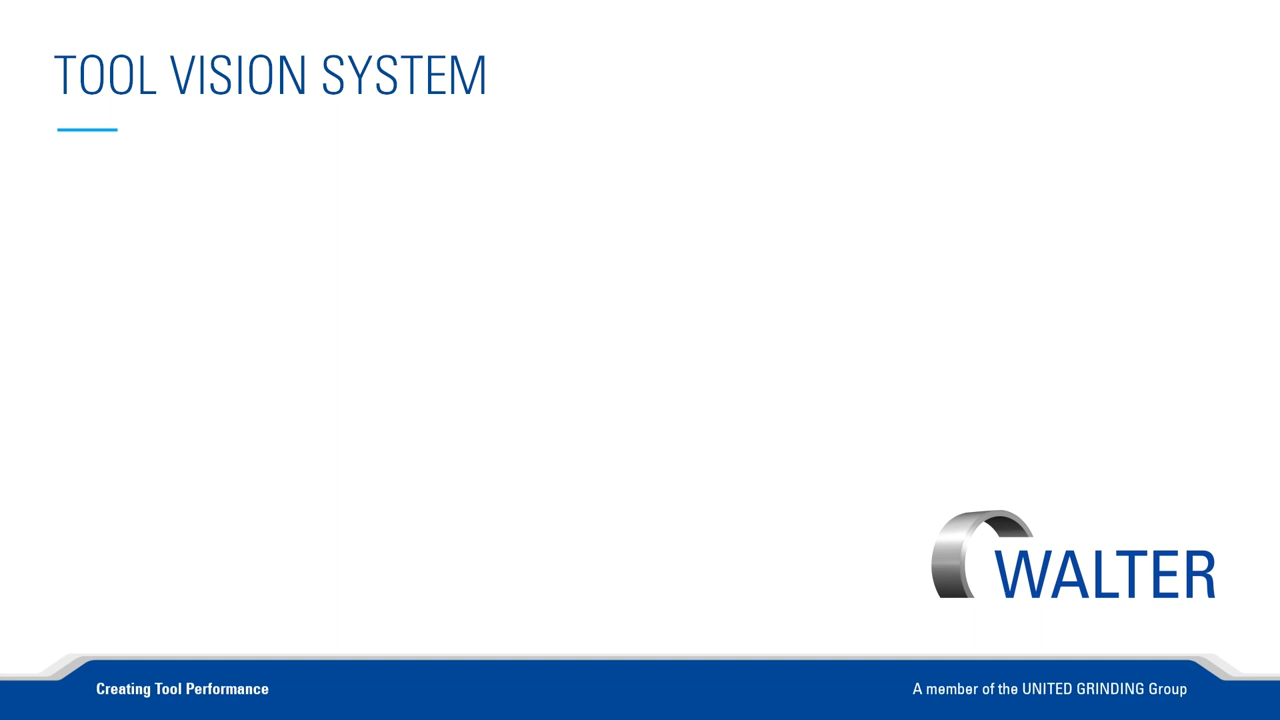 TOOL VISION SYSTEM
WALTER
Creating Tool Performance
A member of the UNITED GRINDING Group